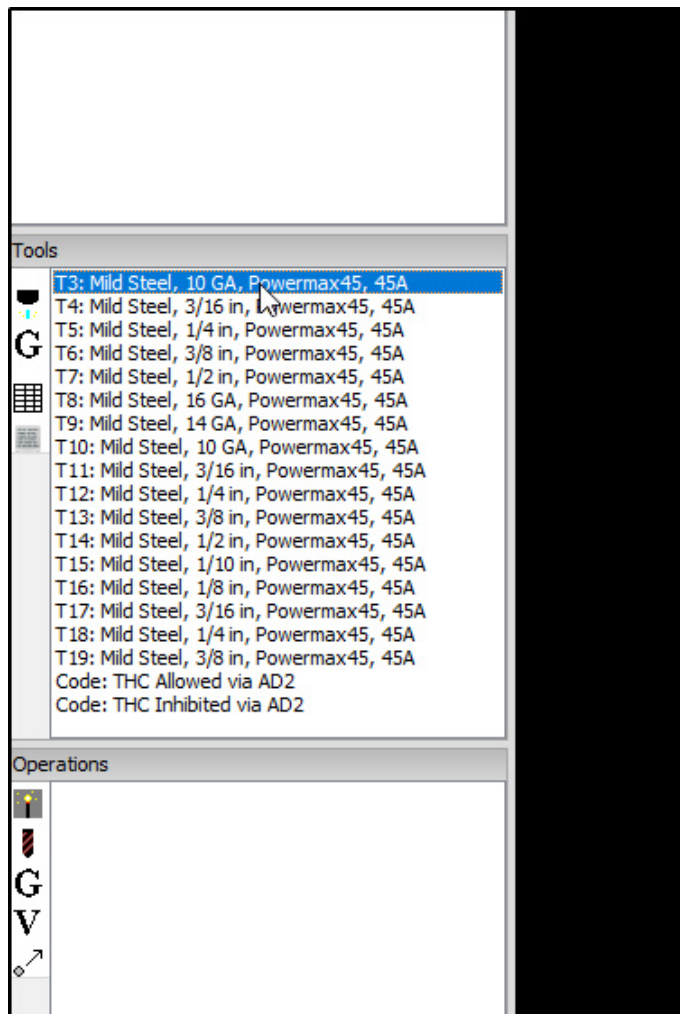 Tools
T3: Mild Steel, 10 GA, Powermax45, 45A
T4: Mild Steel, 3/16 in, Powermax45, 45A
T5: Mild Steel, 1/4 in, Powermax45, 45A
T6: Mild Steel, 3/8 in, Powermax45, 45A
T7: Mild Steel, 1/2 in, Powermax45, 45A
T8: Mild Steel, 16 GA, Powermax45, 45A
T9: Mild Steel, 14 GA, Powermax45, 45A
T10: Mild Steel, 10 GA, Powermax45, 45A
T11: Mild Steel, 3/16 in, Powermax45, 45A
T12: Mild Steel, 1/4 in, Powermax45, 45A
T13: Mild Steel, 3/8 in, Powermax45, 45A
T14: Mild Steel, 1/2 in, Powermax45, 45A
T15: Mild Steel, 1/10 in, Powermax45, 45A
T16: Mild Steel, 1/8 in, Powermax45, 45A
T17: Mild Steel, 3/16 in, Powermax45, 45A
T18: Mild Steel, 1/4 in, Powermax45, 45A
T19: Mild Steel, 3/8 in, Powermax45, 45A
Code: THC Allowed via AD2
Code: THC Inhibited via AD2
G
Operations
G
V